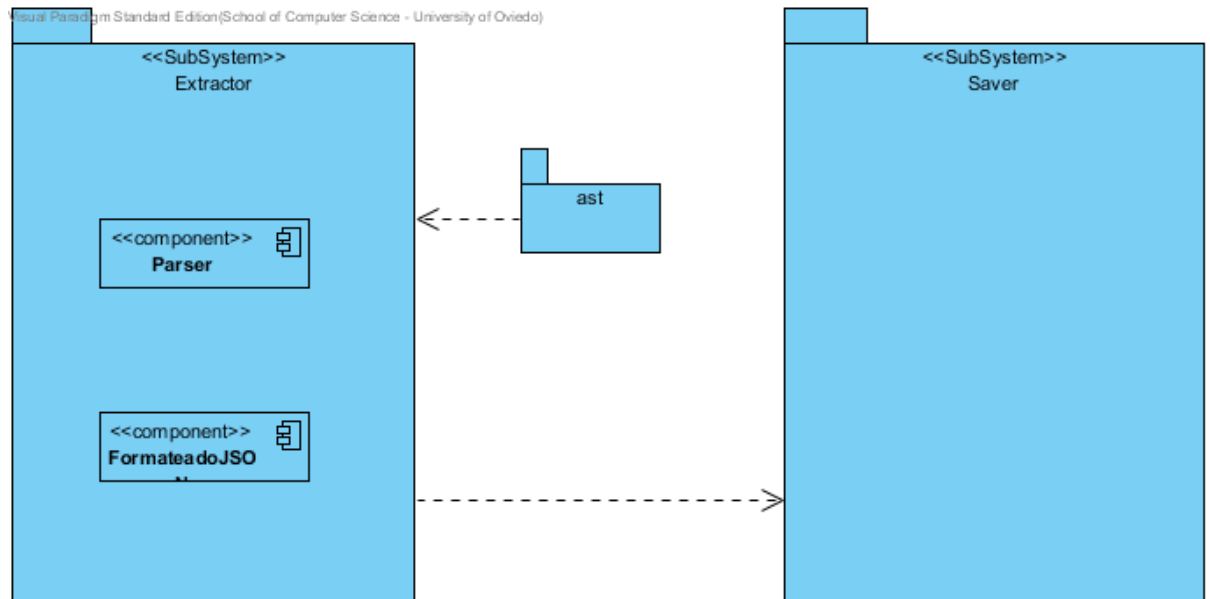 Visual Paradigm Standard Edition(School of Computer Science - University of Oviedo)
<<SubSystem>>
Extractor
<<SubSystem>>
Saver
ast
<<component>>
Parser
<<component>>
FormateadoJSO